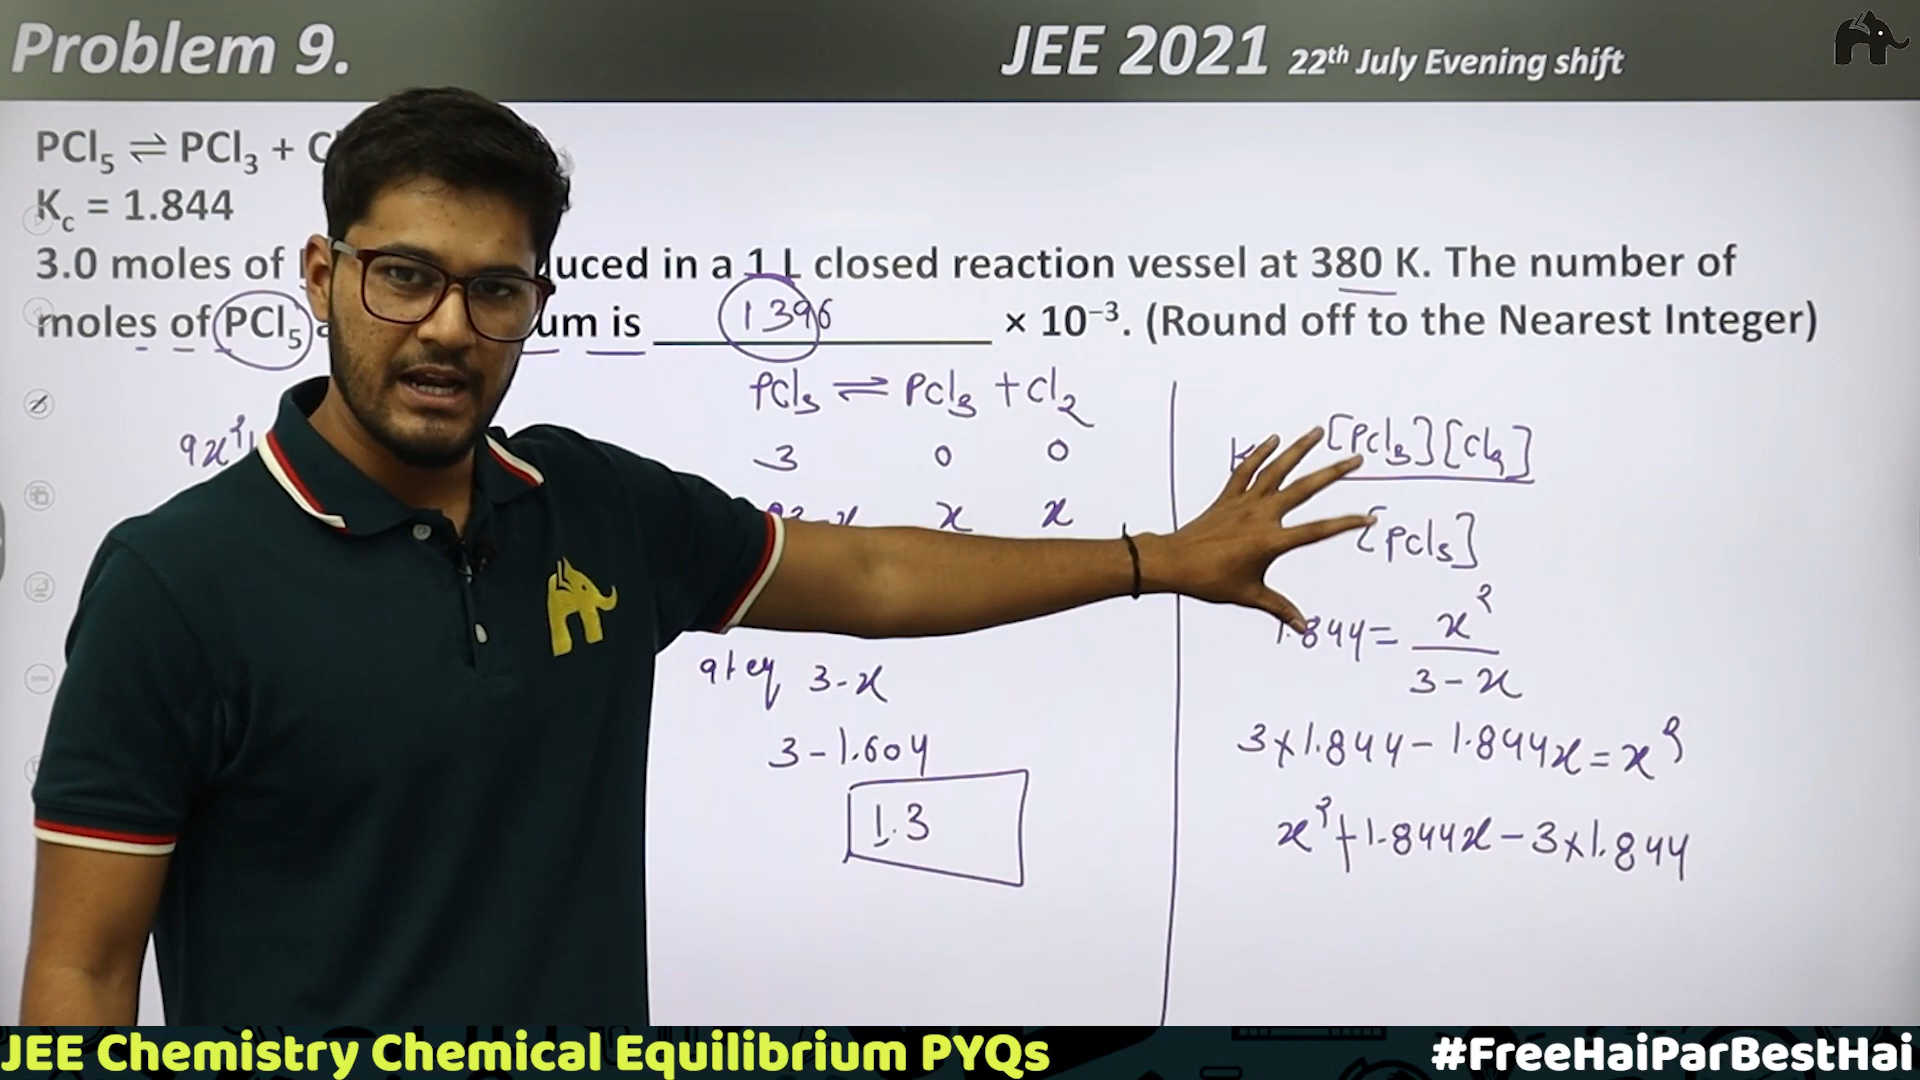 Problem 9.
JEE 2021 22th July Evening shift
PCl5 ⇌ PCl3 + C
Kc = 1.844
3.0 moles of duced in a 1 L closed reaction vessel at 380 K. The number of
moles of PCl5 um is 1396 × 10⁻³. (Round off to the Nearest Integer)
PCl5 ⇌ PCl3 + Cl2
3 0 0
x x
9x²
at eq 3-x
3-1.604
1.3
[PCl3][Cl2]
[PCl5]
1.844 = x²
3-x
3×1.844-1.844x=x²
x²+1.844x-3×1.844
JEE Chemistry Chemical Equilibrium PYQs
#FreeHaiParBestHai